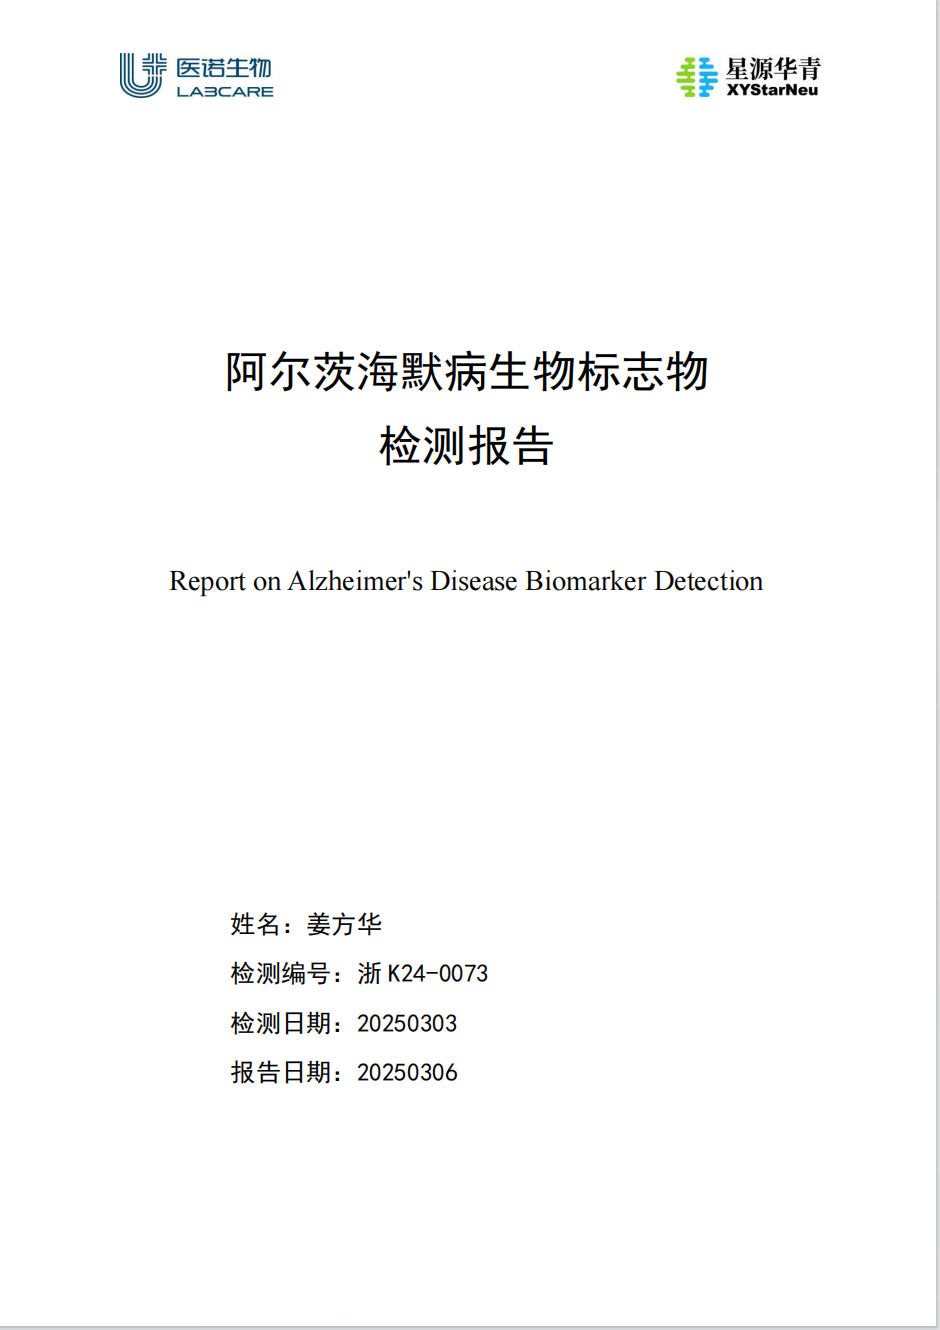 医诺生物
LABCARE
星源华青
XYStarNeu
阿尔茨海默病生物标志物
检测报告
Report on Alzheimer's Disease Biomarker Detection
姓名：姜方华
检测编号：浙 K24-0073
检测日期：20250303
报告日期：20250306